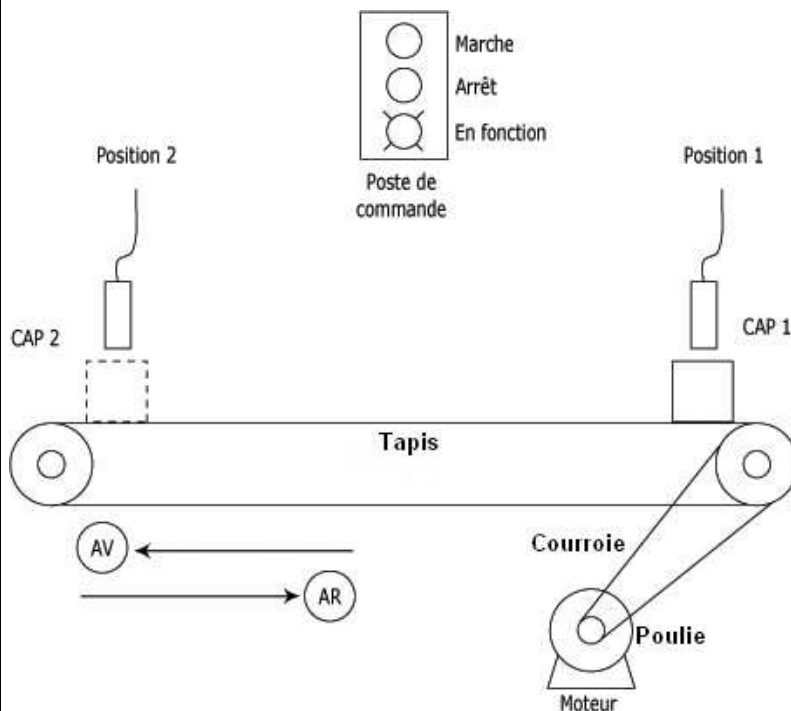 Marche
Arrêt
En fonction
Poste de
commande
Position 2
Position 1
CAP 2
CAP 1
Tapis
AV
AR
Courroie
Poulie
Moteur